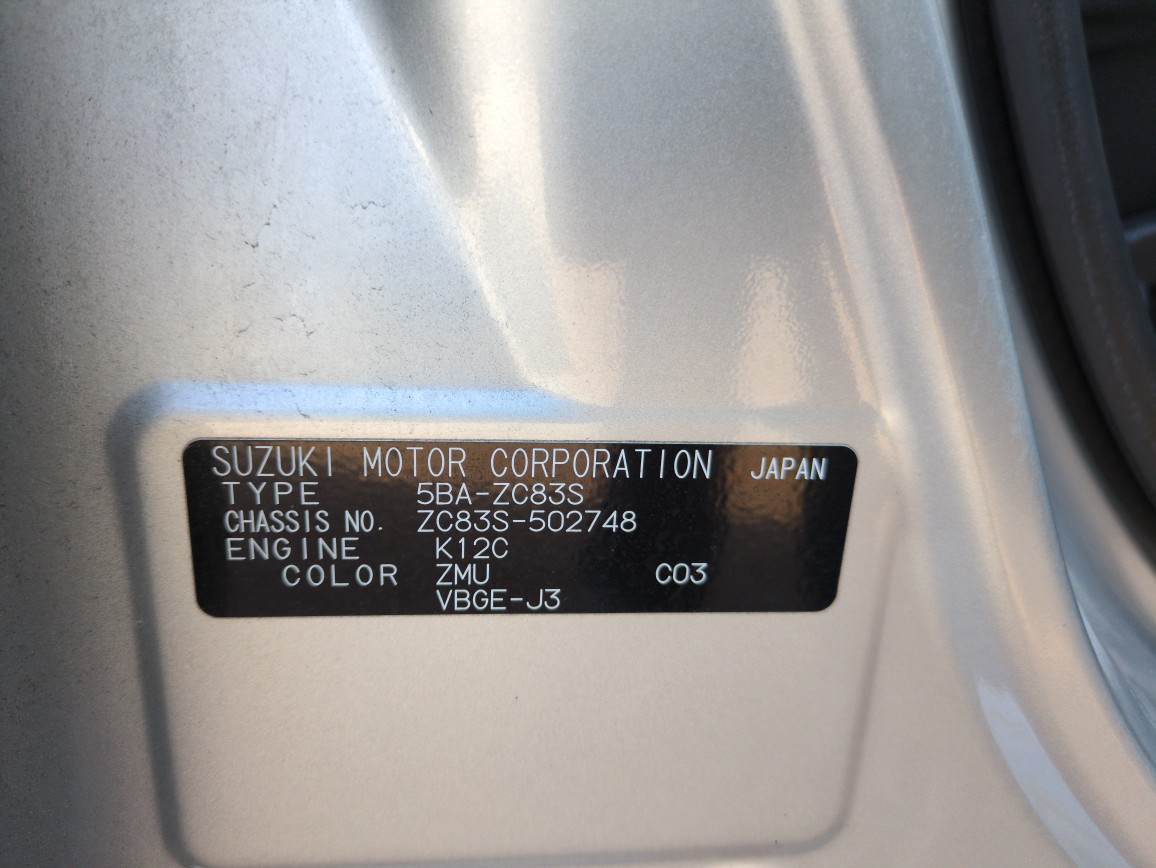 SUZUKI MOTOR CORPORATION JAPAN
TYPE 5BA-ZC83S
CHASSIS NO. ZC83S-502748
ENGINE K12C
COLOR ZMU C03
VBGE-J3